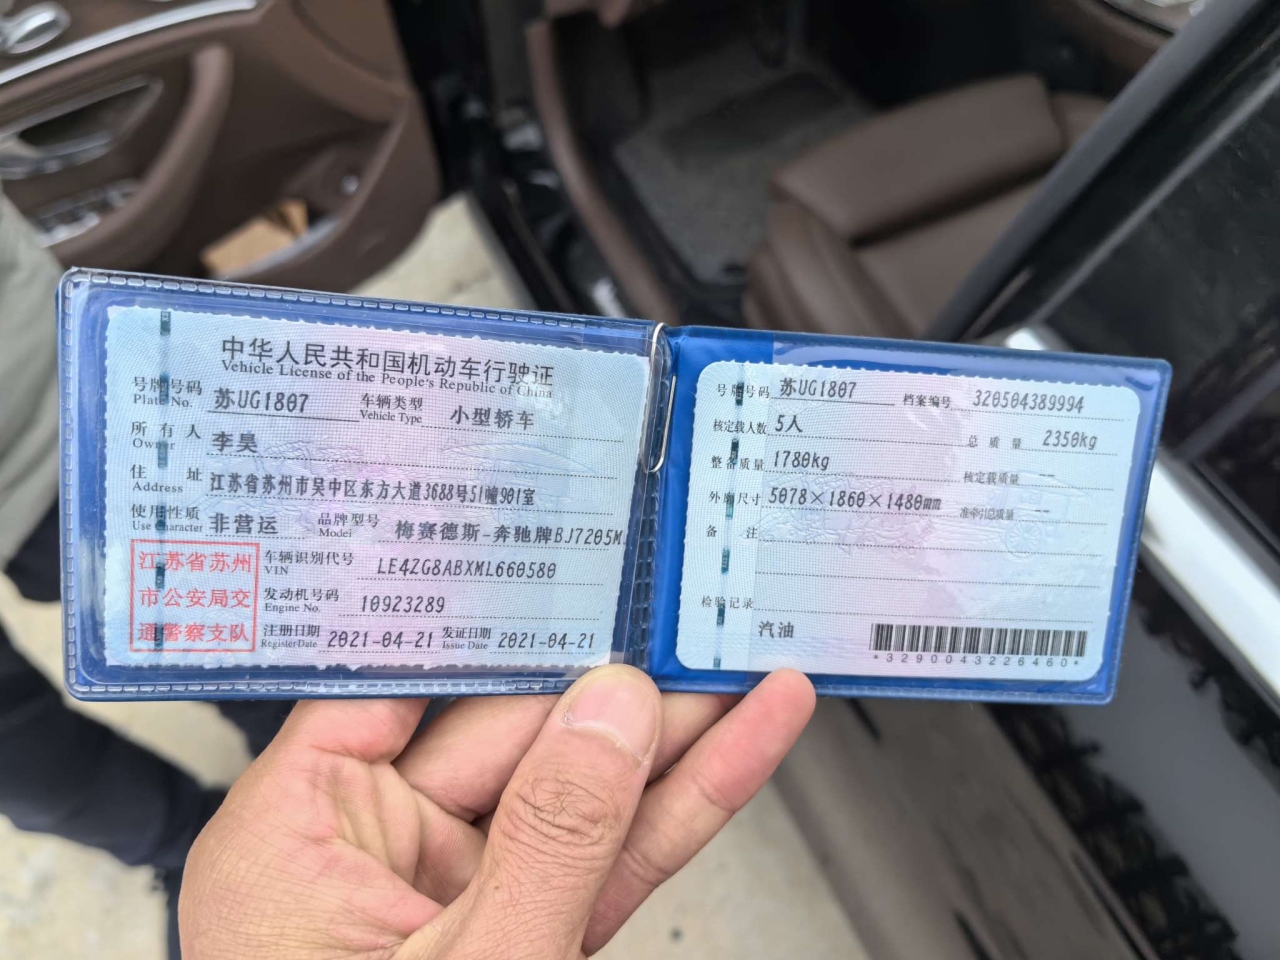 中华人民共和国机动车行驶证
Vehicle License of the People's Republic of China
号牌号码 Plate No. 苏UG1807 车辆类型 Vehicle Type 小型轿车
所有人 Owner 李昊
住址 Address 江苏省苏州市吴中区东方大道3688号51幢901室
使用性质 Use Character 非营运 品牌型号 Model 梅赛德斯-奔驰牌BJ7205M
江苏省苏州
市公安局交
通警察支队
车辆识别代号 VIN LE4ZG8ABXML660580
发动机号码 Engine No. 10923289
注册日期 Register Date 2021-04-21 发证日期 Issue Date 2021-04-21
号牌号码 苏UG1807 档案编号 320504389994
核定载人数 5人 总质量 2350kg
整备质量 1780kg 核定载质量 --
外廓尺寸 5078×1860×1480mm 准牵引总质量 --
备注
检验记录
汽油
*3290043226460*